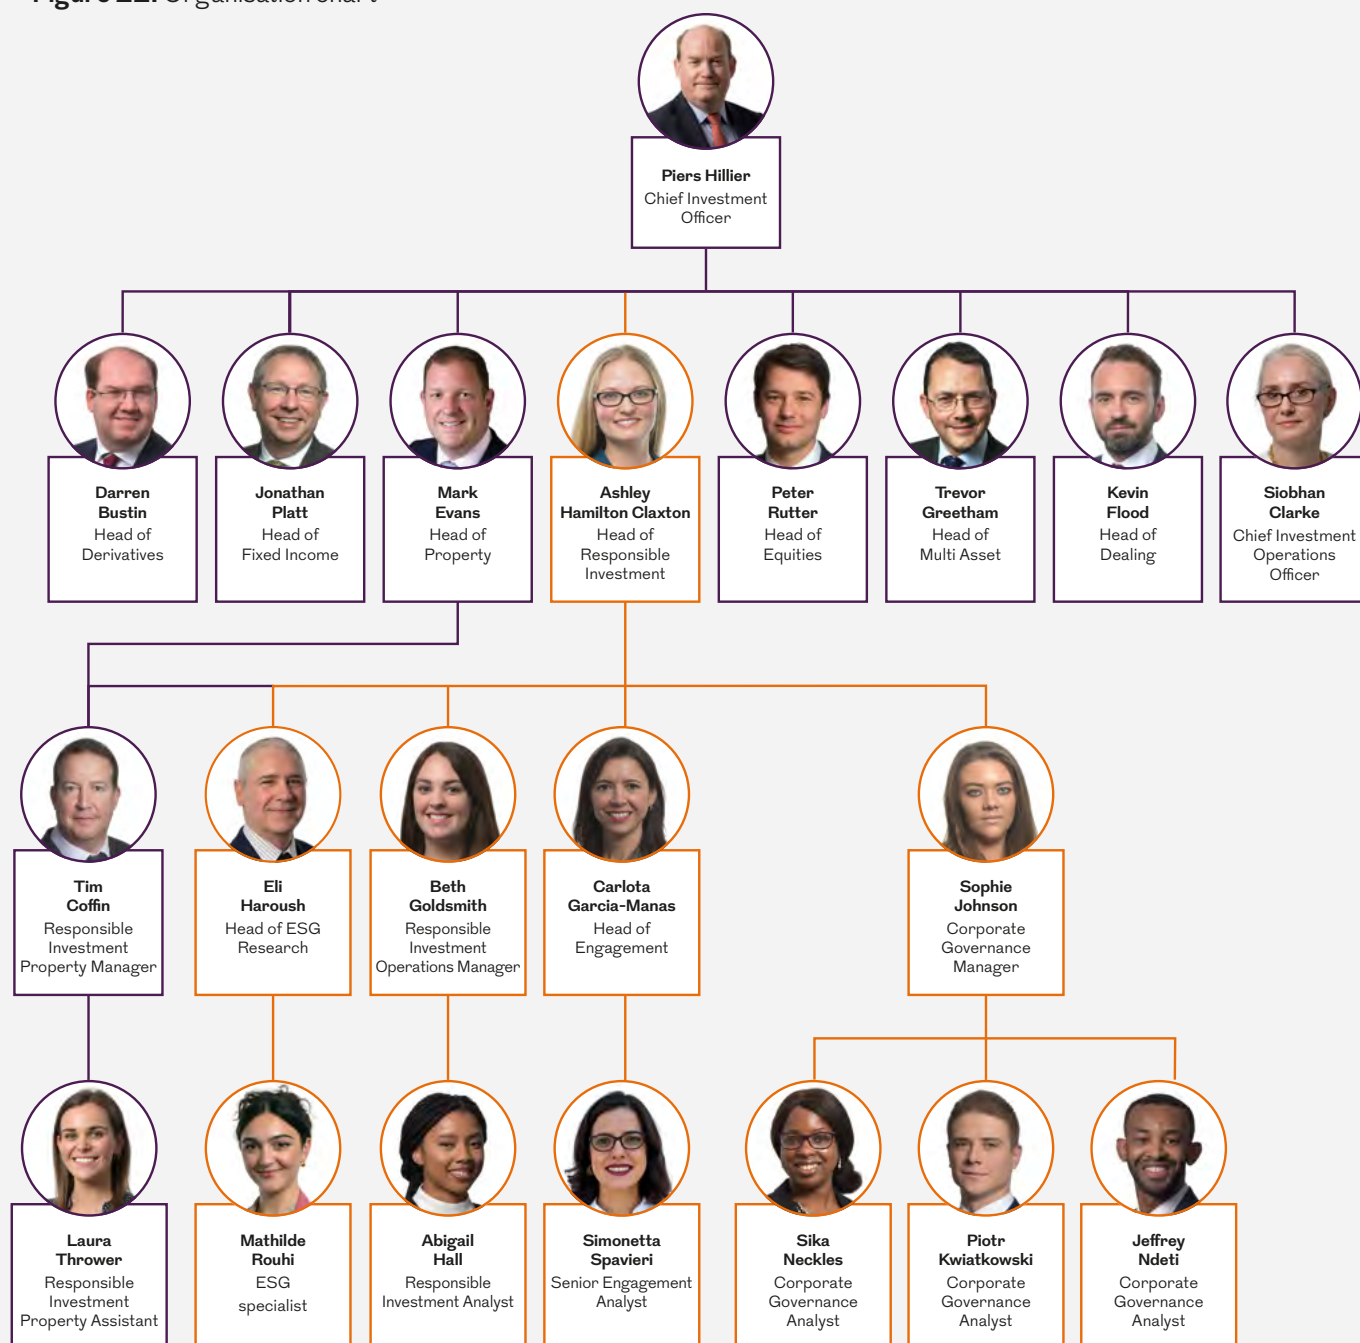 Organisation chart
Piers Hillier
Chief Investment
Officer
Darren
Bustin
Head of
Derivatives
Jonathan
Platt
Head of
Fixed Income
Mark
Evans
Head of
Property
Ashley
Hamilton Claxton
Head of
Responsible
Investment
Peter
Rutter
Head of
Equities
Trevor
Greetham
Head of
Multi Asset
Kevin
Flood
Head of
Dealing
Siobhan
Clarke
Chief Investment
Operations
Officer
Tim
Coffin
Responsible
Investment
Property Manager
Eli
Haroush
Head of ESG
Research
Beth
Goldsmith
Responsible
Investment
Operations Manager
Carlota
Garcia-Manas
Head of
Engagement
Sophie
Johnson
Corporate
Governance
Manager
Laura
Thrower
Responsible
Investment
Property Assistant
Mathilde
Rouhi
ESG
specialist
Abigail
Hall
Responsible
Investment Analyst
Simonetta
Spavieri
Senior Engagement
Analyst
Sika
Neckles
Corporate
Governance
Analyst
Piotr
Kwiatkowski
Corporate
Governance
Analyst
Jeffrey
Ndeti
Corporate
Governance
Analyst